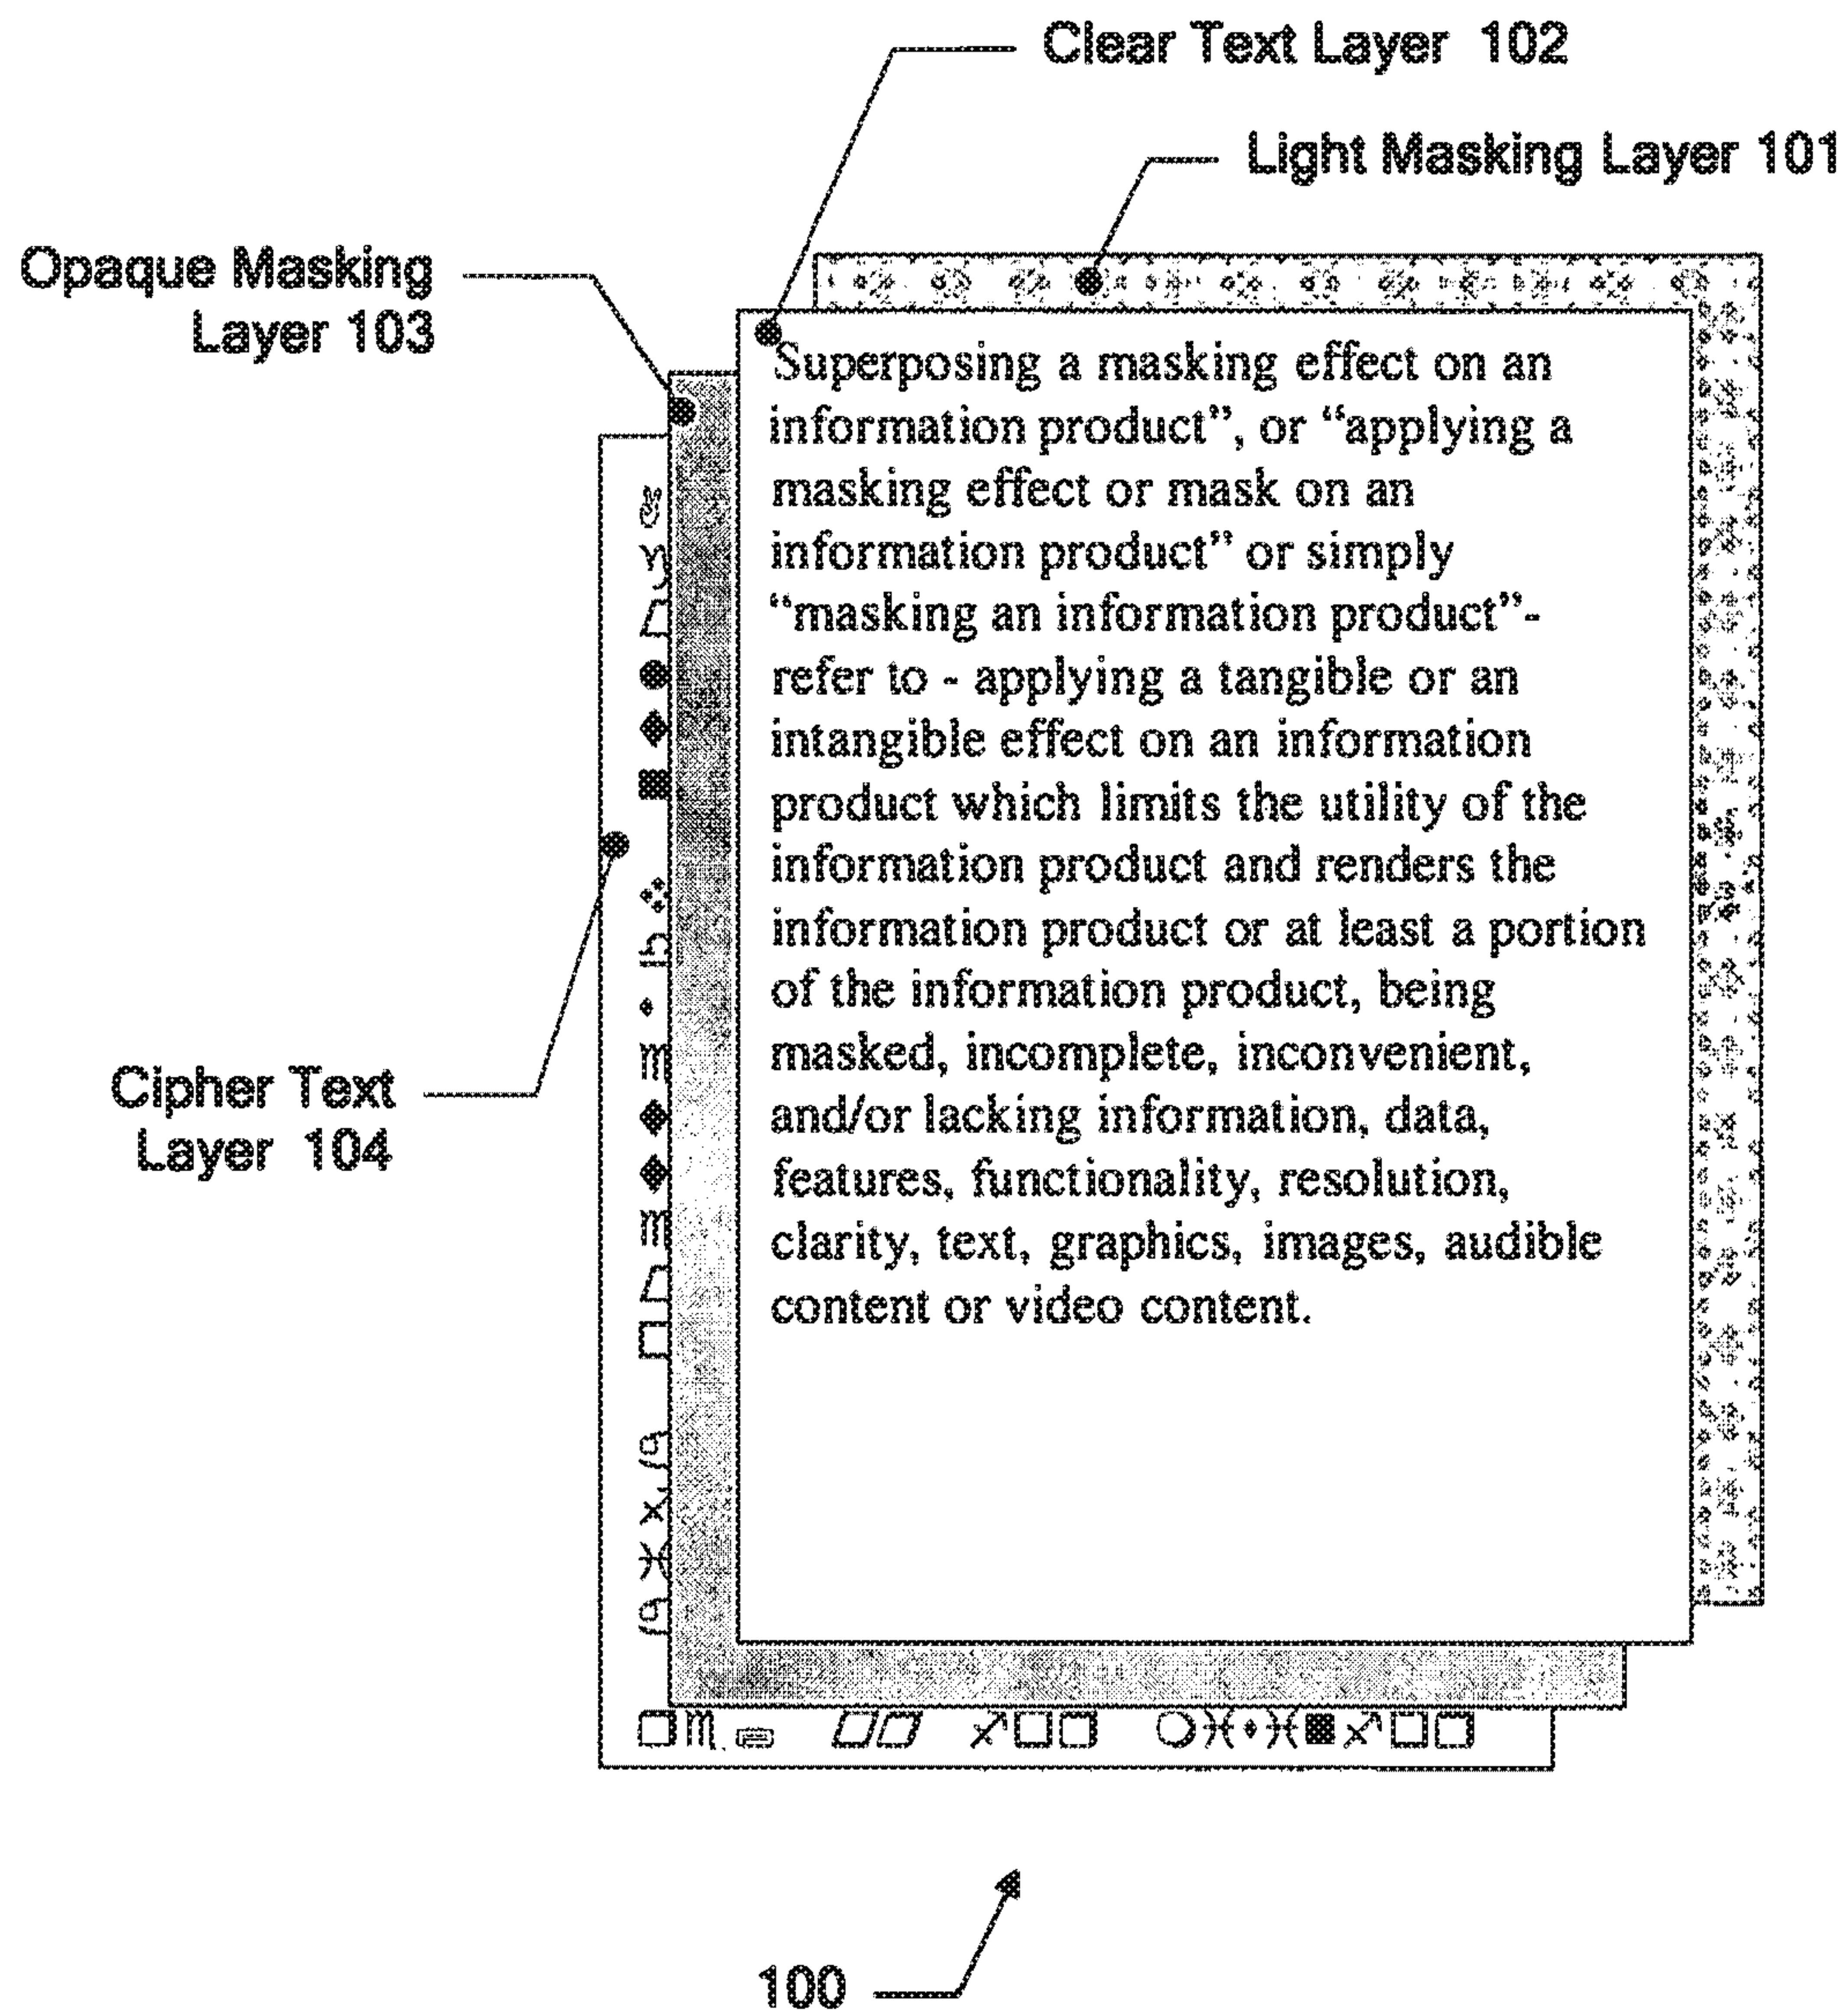 Clear Text Layer 102
Light Masking Layer 101
Opaque Masking
Layer 103
Superposing a masking effect on an
information product”, or “applying a
masking effect or mask on an
information product” or simply
“masking an information product”-
refer to - applying a tangible or an
intangible effect on an information
product which limits the utility of the
information product and renders the
information product or at least a portion
of the information product, being
masked, incomplete, inconvenient,
and/or lacking information, data,
features, functionality, resolution,
clarity, text, graphics, images, audible
content or video content.
Cipher Text
Layer 104
100